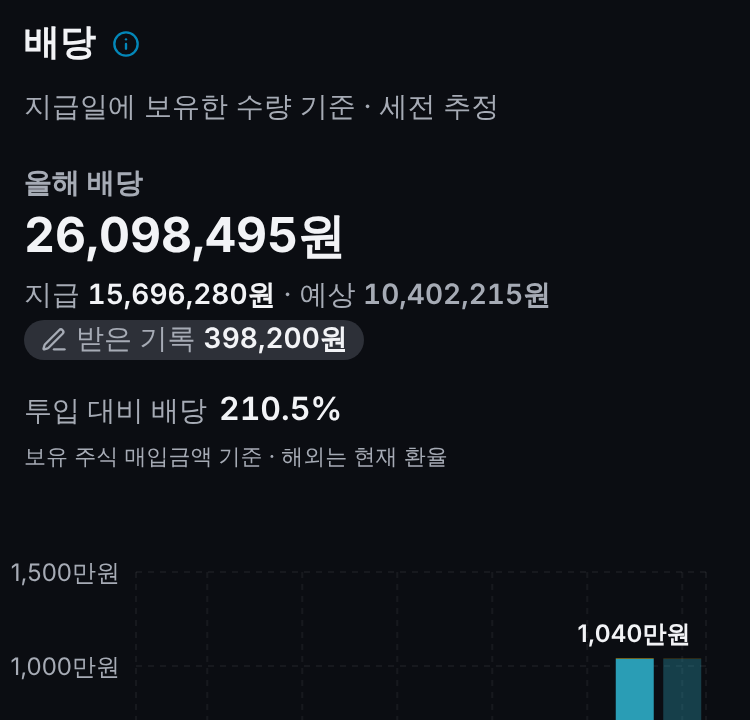 배당
지급일에 보유한 수량 기준 · 세전 추정
올해 배당
26,098,495원
지급 15,696,280원 · 예상 10,402,215원
받은 기록 398,200원
투입 대비 배당 210.5%
보유 주식 매입금액 기준 · 해외는 현재 환율
1,500만원
1,040만원
1,000만원